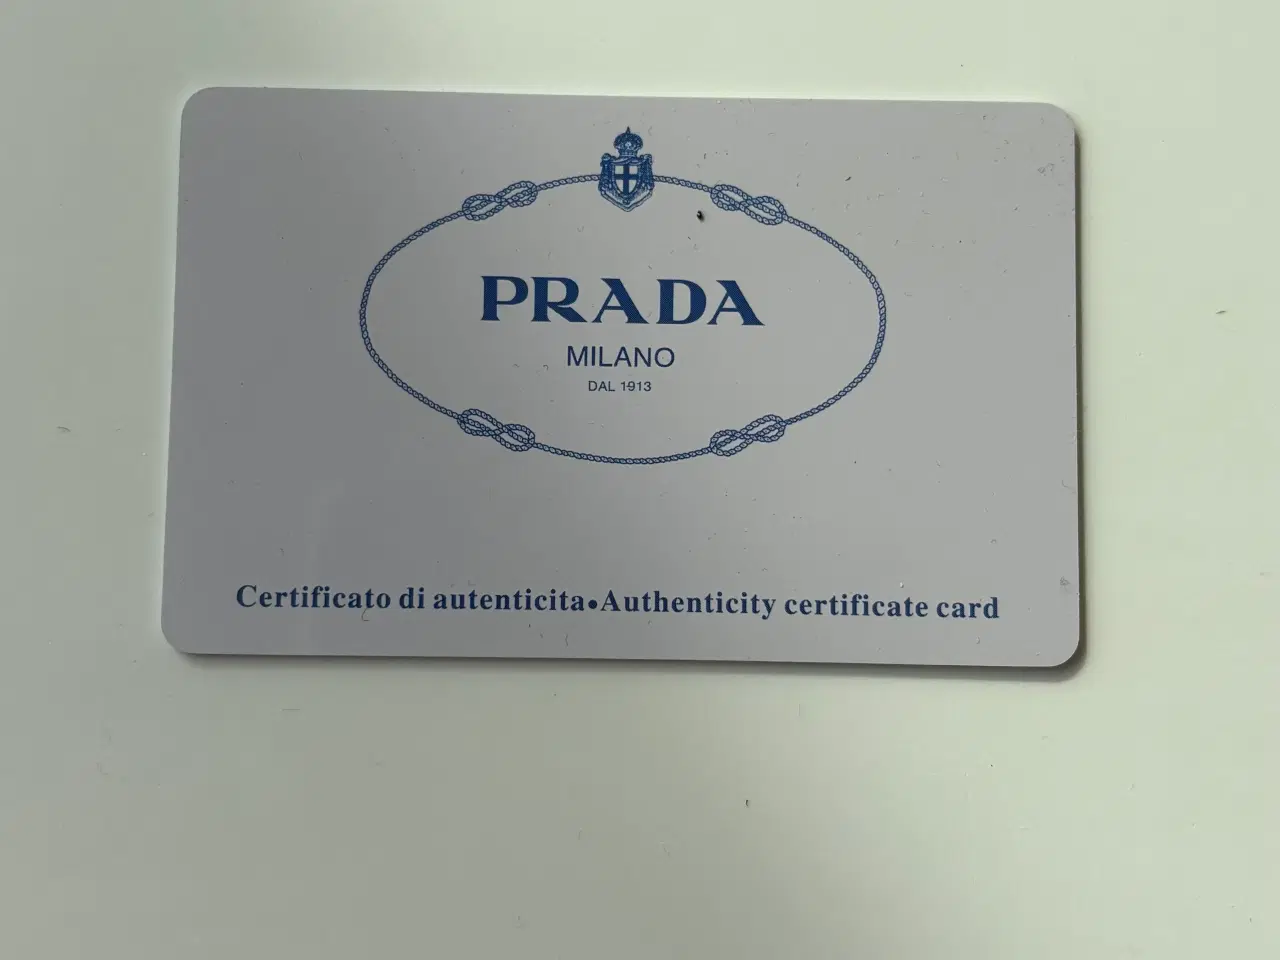 PRADA
MILANO
DAL 1913
Certificato di autenticita•Authenticity certificate card